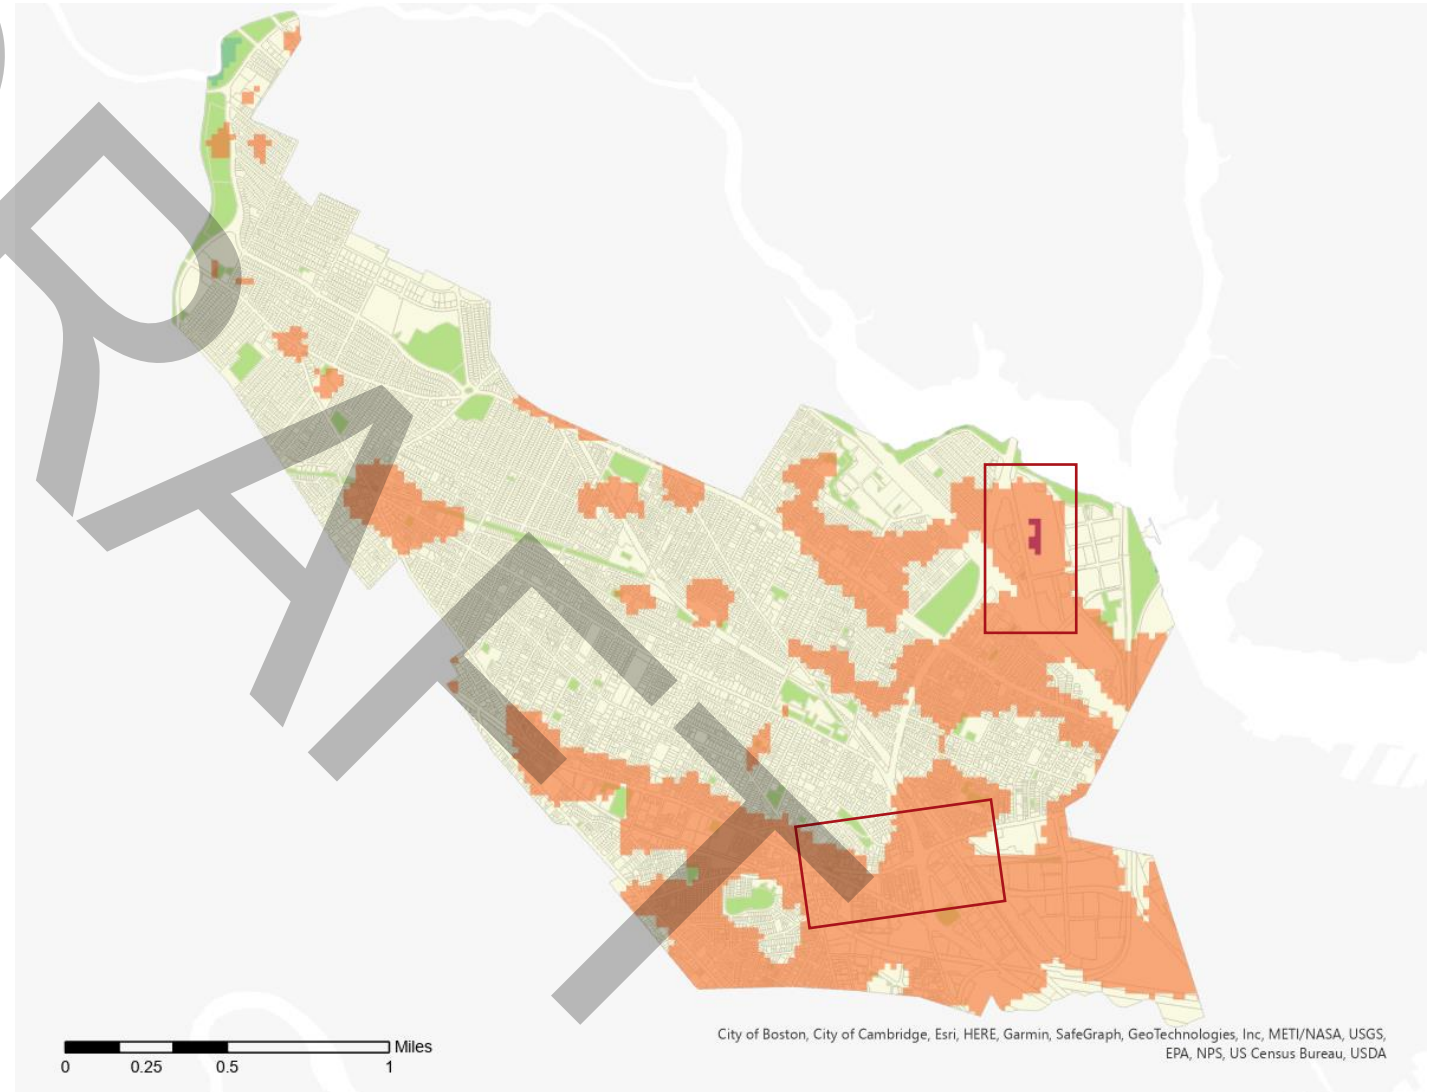 DRAFT
Miles
0 0.25 0.5 1
City of Boston, City of Cambridge, Esri, HERE, Garmin, SafeGraph, GeoTechnologies, Inc, METI/NASA, USGS,
EPA, NPS, US Census Bureau, USDA